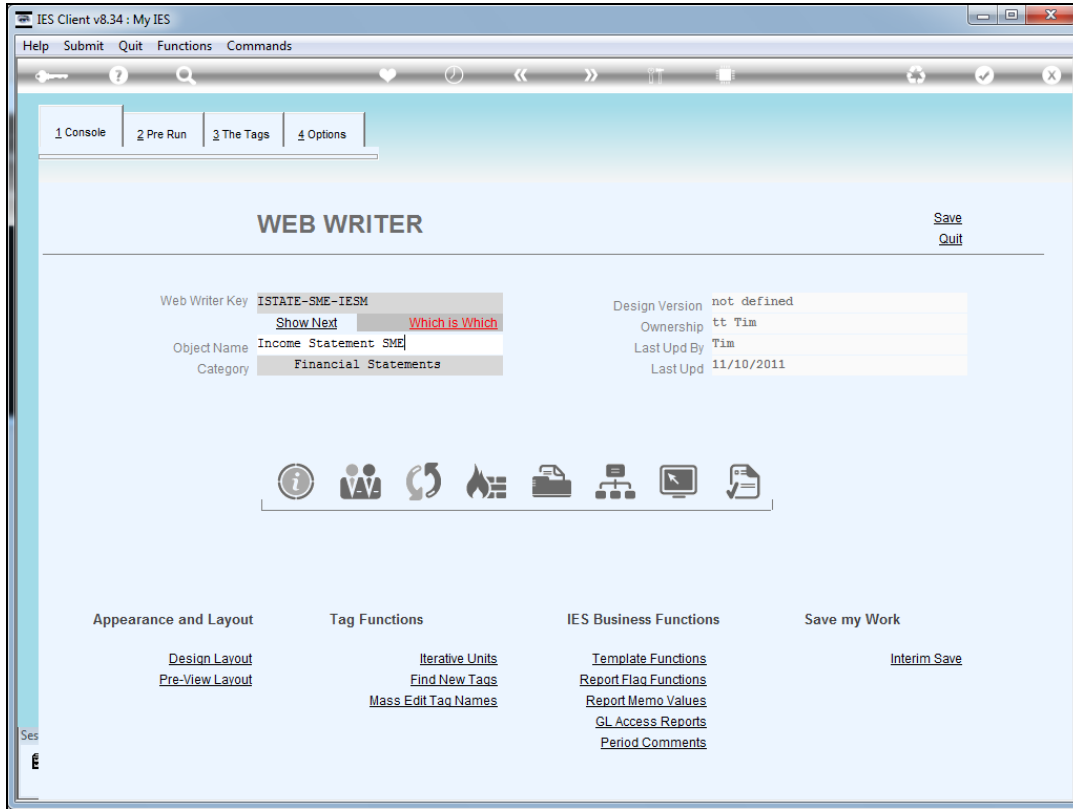 IES Client v8.34 : My IES
Help Submit Quit Functions Commands
1 Console 2 Pre Run 3 The Tags 4 Options
WEB WRITER
Save
Quit
Web Writer Key ISTATE-SME-IESM
Show Next Which is Which
Object Name Income Statement SME
Category Financial Statements
Design Version not defined
Ownership tt Tim
Last Upd By Tim
Last Upd 11/10/2011
Appearance and Layout
Design Layout
Pre-View Layout
Tag Functions
Iterative Units
Find New Tags
Mass Edit Tag Names
IES Business Functions
Template Functions
Report Flag Functions
Report Memo Values
GL Access Reports
Period Comments
Save my Work
Interim Save
Ses